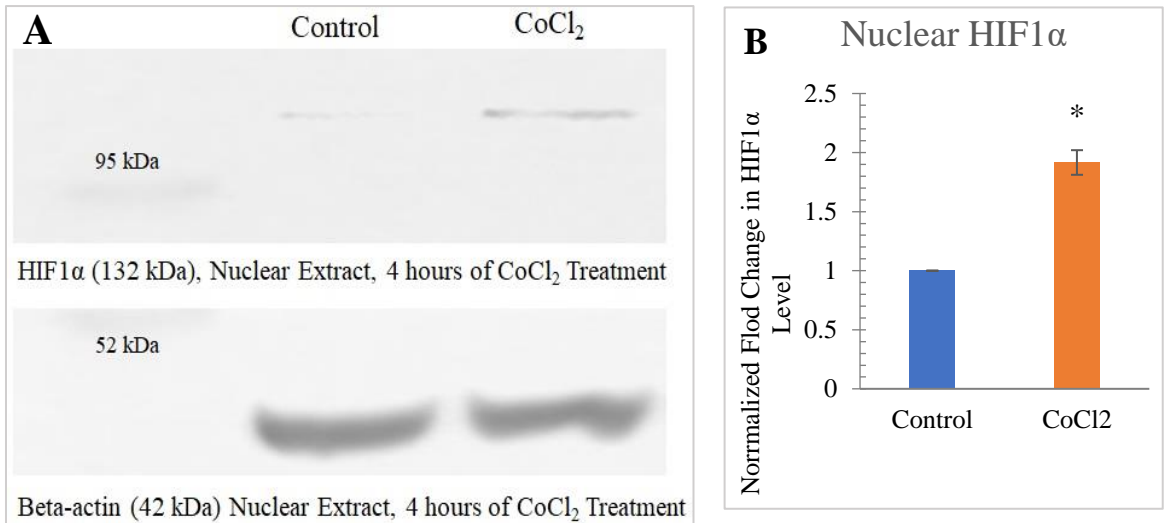 A
Control
CoCl₂
95 kDa
HIF1α (132 kDa), Nuclear Extract, 4 hours of CoCl₂ Treatment
52 kDa
Beta-actin (42 kDa) Nuclear Extract, 4 hours of CoCl₂ Treatment
B
Nuclear HIF1α
Norrmalized Flod Change in HIF1α
Level
2.5
2
1.5
1
0.5
0
*
Control
CoCl2